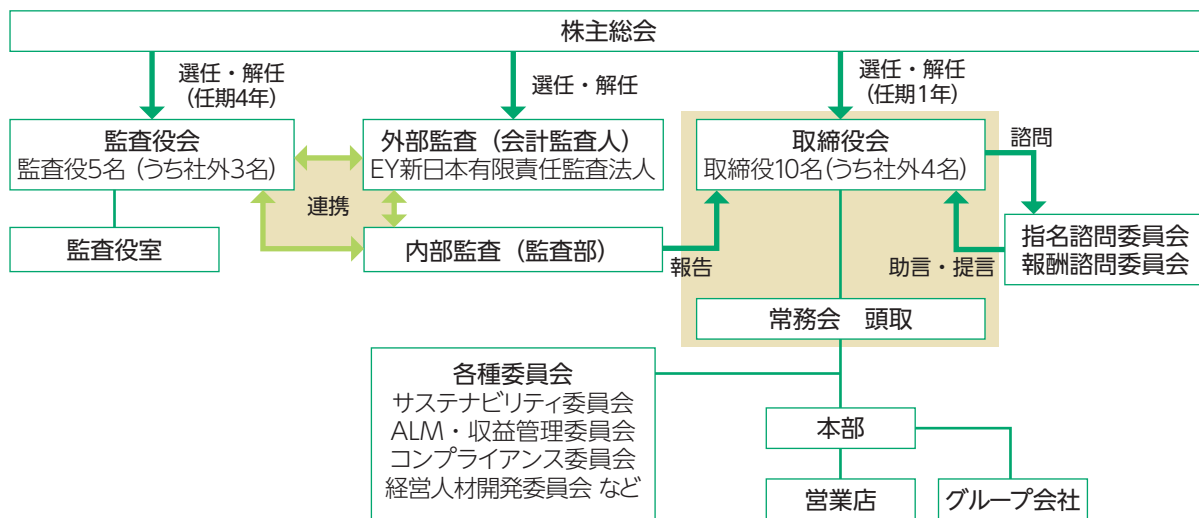 株主総会
選任・解任
(任期4年)
選任・解任
選任・解任
(任期1年)
監査役会
監査役5名（うち社外3名）
外部監査（会計監査人）
EY新日本有限責任監査法人
取締役会
取締役10名(うち社外4名)
諮問
連携
監査役室
内部監査（監査部）
報告
助言・提言
指名諮問委員会
報酬諮問委員会
常務会　頭取
各種委員会
サステナビリティ委員会
ALM・収益管理委員会
コンプライアンス委員会
経営人材開発委員会 など
本部
営業店
グループ会社